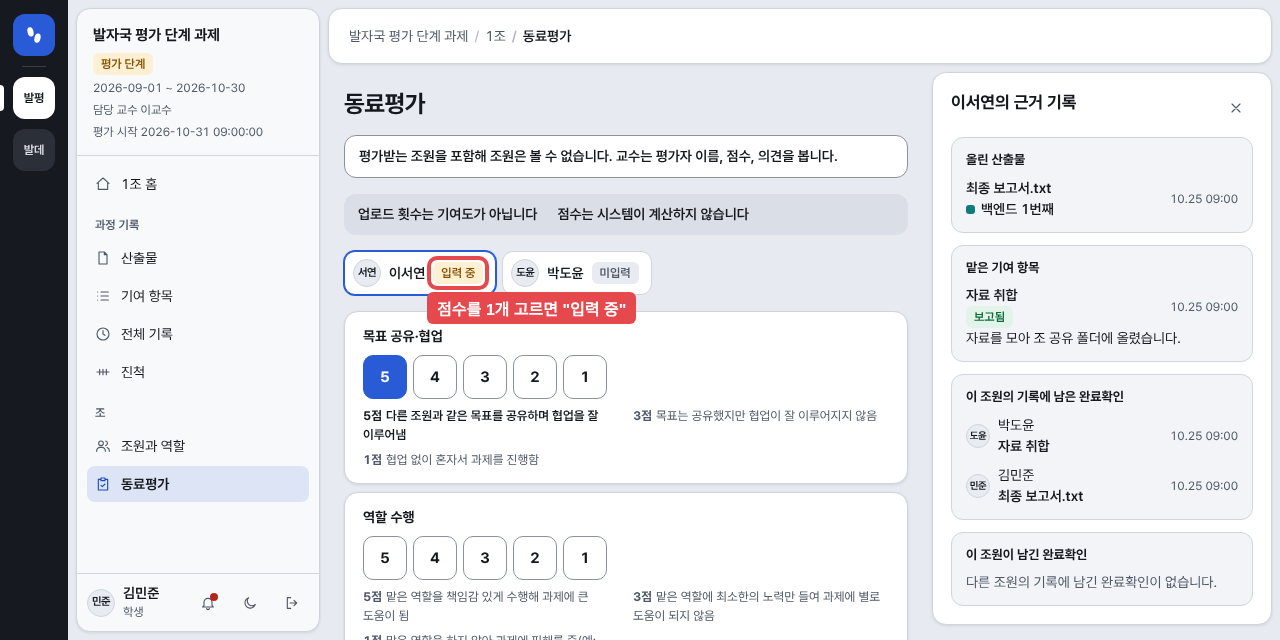 발평
발데
발자국 평가 단계 과제
평가 단계
2026-09-01 ~ 2026-10-30
담당 교수 이교수
평가 시작 2026-10-31 09:00:00
1조 홈
과정 기록
산출물
기여 항목
전체 기록
진척
조
조원과 역할
동료평가
민준
김민준
학생
발자국 평가 단계 과제 / 1조 / 동료평가
동료평가
평가받는 조원을 포함해 조원은 볼 수 없습니다. 교수는 평가자 이름, 점수, 의견을 봅니다.
업로드 횟수는 기여도가 아닙니다 점수는 시스템이 계산하지 않습니다
서연 이서연 입력 중
도윤 박도윤 미입력
점수를 1개 고르면 "입력 중"
목표 공유·협업
5 4 3 2 1
5점 다른 조원과 같은 목표를 공유하며 협업을 잘
이루어냄
3점 목표는 공유했지만 협업이 잘 이루어지지 않음
1점 협업 없이 혼자서 과제를 진행함
역할 수행
5 4 3 2 1
5점 맡은 역할을 책임감 있게 수행해 과제에 큰
도움이 됨
3점 맡은 역할에 최소한의 노력만 들여 과제에 별로
도움이 되지 않음
이서연의 근거 기록
올린 산출물
최종 보고서.txt
백엔드 1번째
10.25 09:00
맡은 기여 항목
자료 취합
보고됨
10.25 09:00
자료를 모아 조 공유 폴더에 올렸습니다.
이 조원의 기록에 남은 완료확인
도윤
박도윤
자료 취합
10.25 09:00
민준
김민준
최종 보고서.txt
10.25 09:00
이 조원이 남긴 완료확인
다른 조원의 기록에 남긴 완료확인이 없습니다.